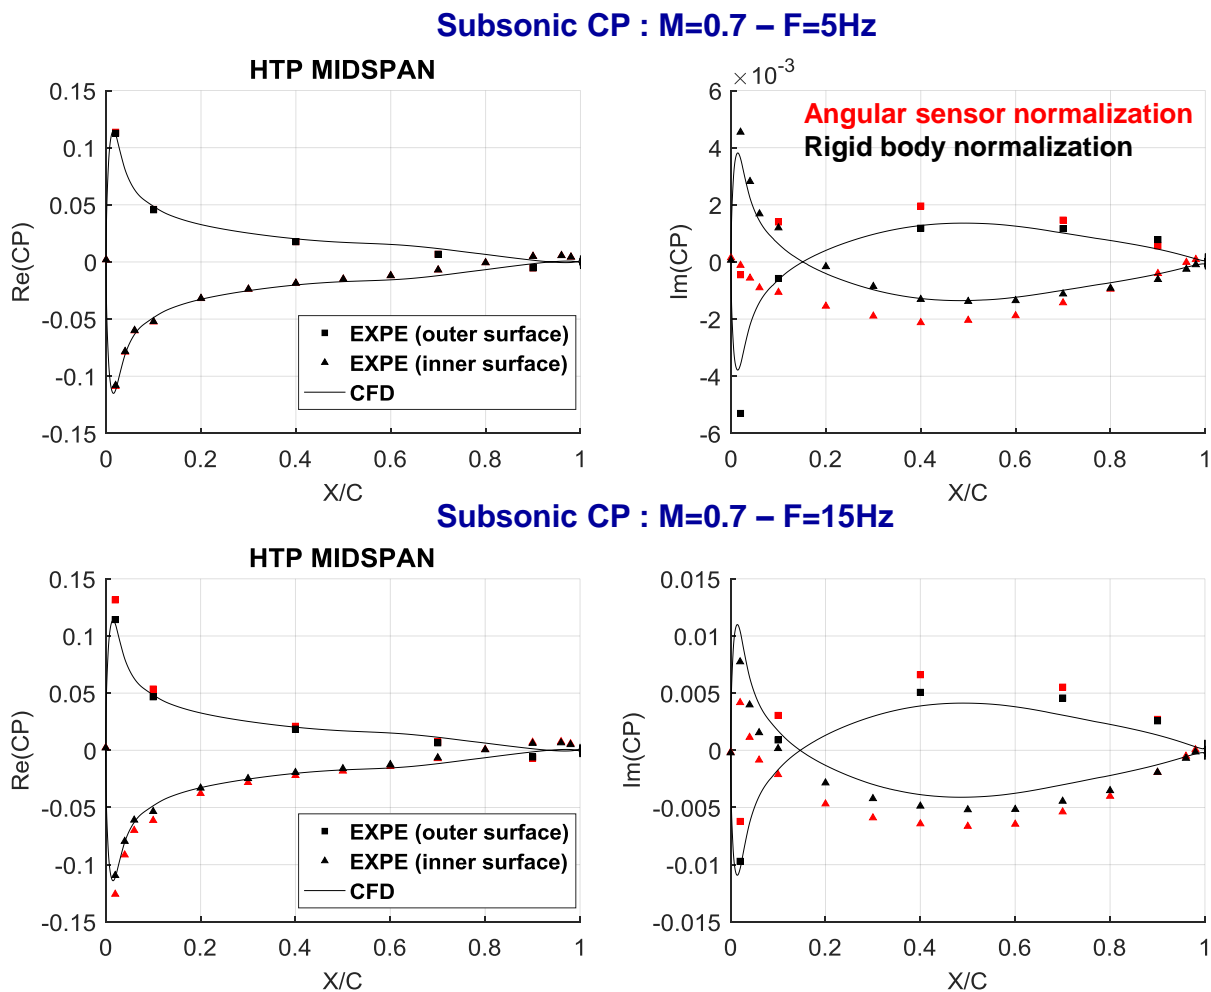 Subsonic CP : M=0.7 – F=5Hz
HTP MIDSPAN
0.15
0.1
0.05
0
-0.05
-0.1
-0.15
Re(CP)
0 0.2 0.4 0.6 0.8 1
X/C
EXPE (outer surface)
EXPE (inner surface)
CFD
× 10-3
6
4
2
0
-2
-4
-6
Im(CP)
0 0.2 0.4 0.6 0.8 1
X/C
Angular sensor normalization
Rigid body normalization
Subsonic CP : M=0.7 – F=15Hz
HTP MIDSPAN
0.15
0.1
0.05
0
-0.05
-0.1
-0.15
Re(CP)
0 0.2 0.4 0.6 0.8 1
X/C
EXPE (outer surface)
EXPE (inner surface)
CFD
0.015
0.01
0.005
0
-0.005
-0.01
-0.015
Im(CP)
0 0.2 0.4 0.6 0.8 1
X/C